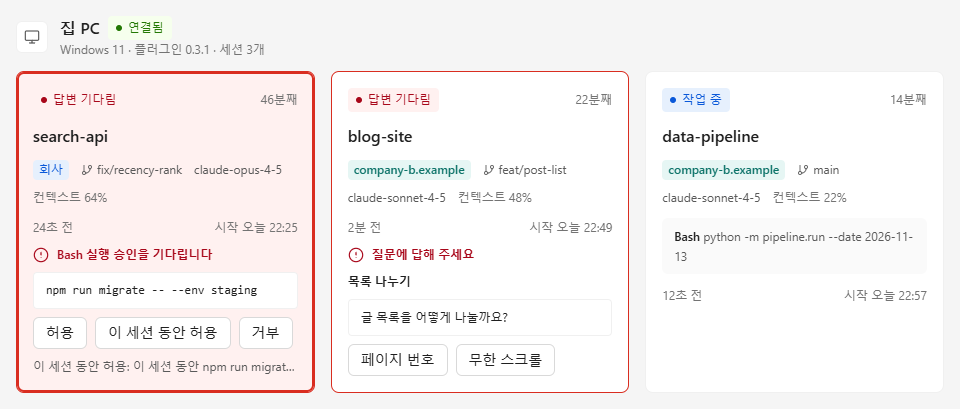 집 PC
연결됨
Windows 11 · 플러그인 0.3.1 · 세션 3개
답변 기다림
46분째
search-api
회사
fix/recency-rank
claude-opus-4-5
컨텍스트 64%
24초 전
시작 오늘 22:25
Bash 실행 승인을 기다립니다
npm run migrate -- --env staging
허용
이 세션 동안 허용
거부
이 세션 동안 허용: 이 세션 동안 npm run migrat...
답변 기다림
22분째
blog-site
company-b.example
feat/post-list
claude-sonnet-4-5
컨텍스트 48%
2분 전
시작 오늘 22:49
질문에 답해 주세요
목록 나누기
글 목록을 어떻게 나눌까요?
페이지 번호
무한 스크롤
작업 중
14분째
data-pipeline
company-b.example
main
claude-sonnet-4-5
컨텍스트 22%
Bash python -m pipeline.run --date 2026-11-
13
12초 전
시작 오늘 22:57